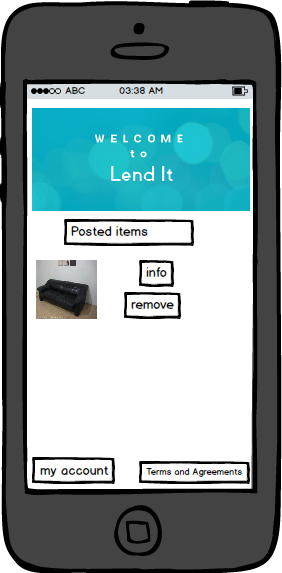 ABC 03:38 AM
WELCOME
to
Lend It
Posted items
info
remove
my account Terms and Agreements